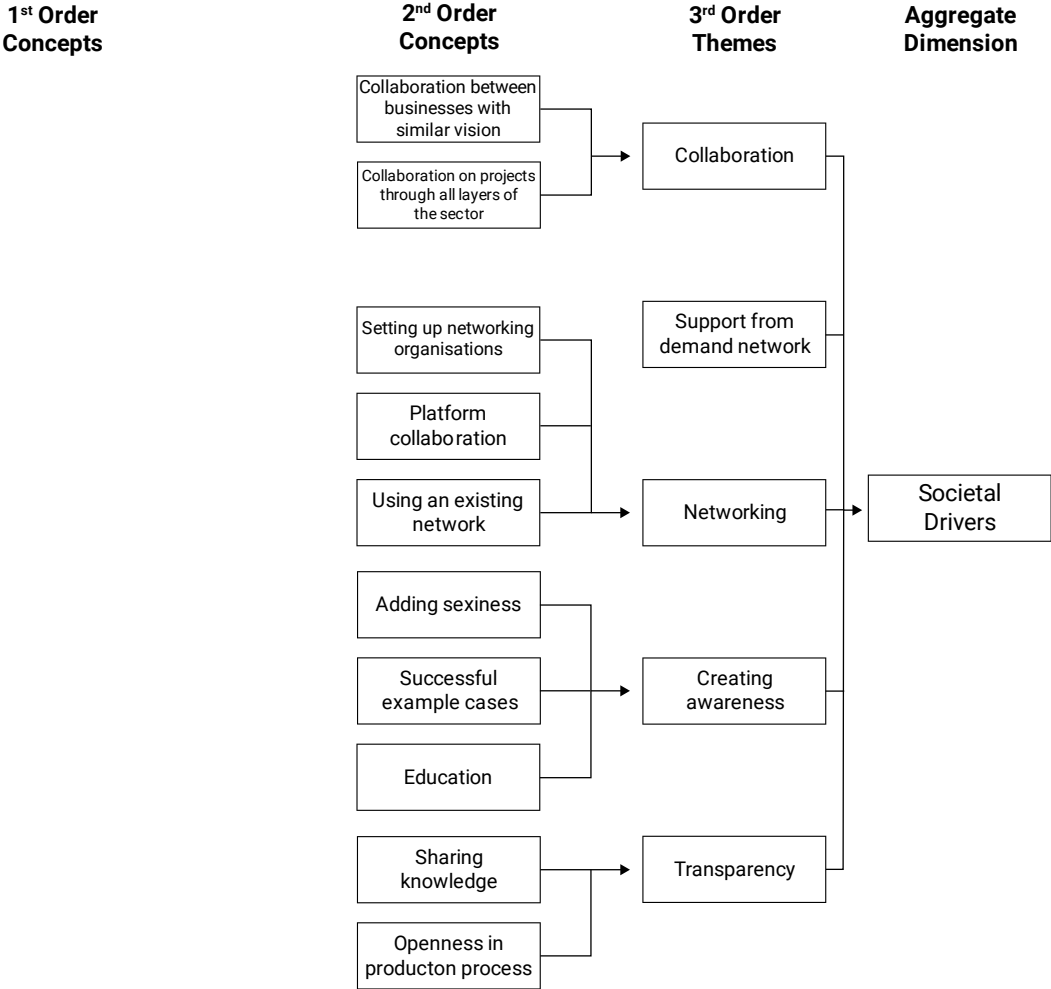 1st Order
Concepts
2nd Order
Concepts
3rd Order
Themes
Aggregate
Dimension
Collaboration between
businesses with
similar vision
Collaboration on projects
through all layers of
the sector
Collaboration
Setting up networking
organisations
Support from
demand network
Platform
collaboration
Using an existing
network
Networking
Societal
Drivers
Adding sexiness
Successful
example cases
Creating
awareness
Education
Sharing
knowledge
Transparency
Openness in
producton process